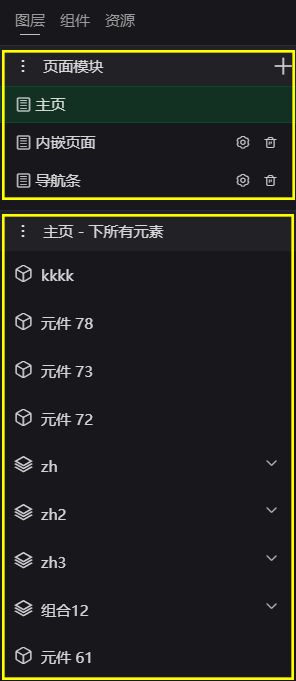 图层 组件 资源
页面模块
主页
内嵌页面
导航条
主页 - 下所有元素
kkkk
元件 78
元件 73
元件 72
zh
zh2
zh3
组合12
元件 61